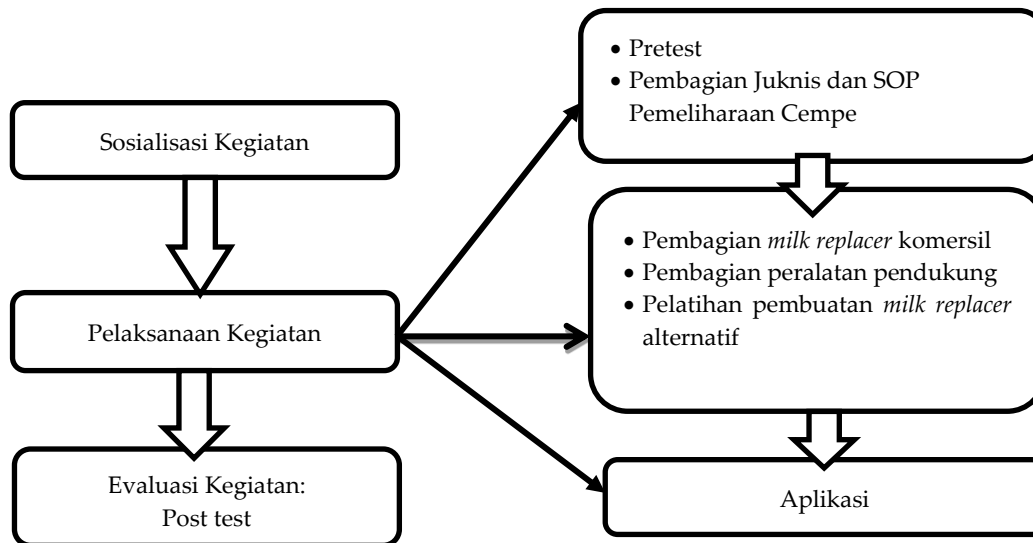 Sosialisasi Kegiatan
Pelaksanaan Kegiatan
Evaluasi Kegiatan:
Post test
• Pretest
• Pembagian Juknis dan SOP
Pemeliharaan Cempe
• Pembagian milk replacer komersil
• Pembagian peralatan pendukung
• Pelatihan pembuatan milk replacer
alternatif
Aplikasi